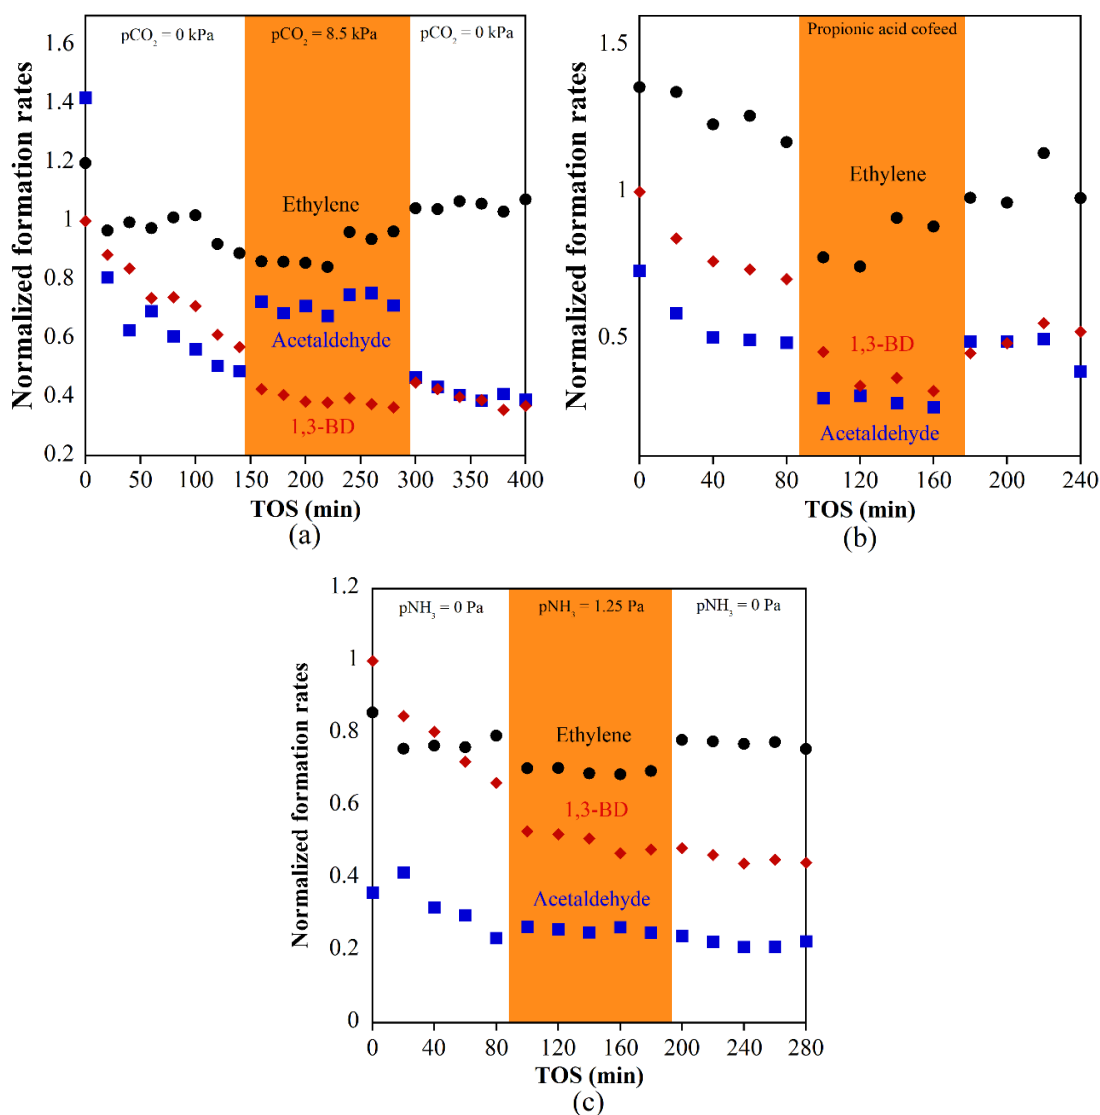 pCO₂ = 0 kPa pCO₂ = 8.5 kPa pCO₂ = 0 kPa
Normalized formation rates
1.6
1.4
1.2
1
0.8
0.6
0.4
0.2
Ethylene
Acetaldehyde
1,3-BD
0 50 100 150 200 250 300 350 400
TOS (min)
(a)
Propionic acid cofeed
Normalized formation rates
1.5
1
0.5
Ethylene
1,3-BD
Acetaldehyde
0 40 80 120 160 200 240
TOS (min)
(b)
pNH₃ = 0 Pa pNH₃ = 1.25 Pa pNH₃ = 0 Pa
Normalized formation rates
1.2
1
0.8
0.6
0.4
0.2
0
Ethylene
1,3-BD
Acetaldehyde
0 40 80 120 160 200 240 280
TOS (min)
(c)